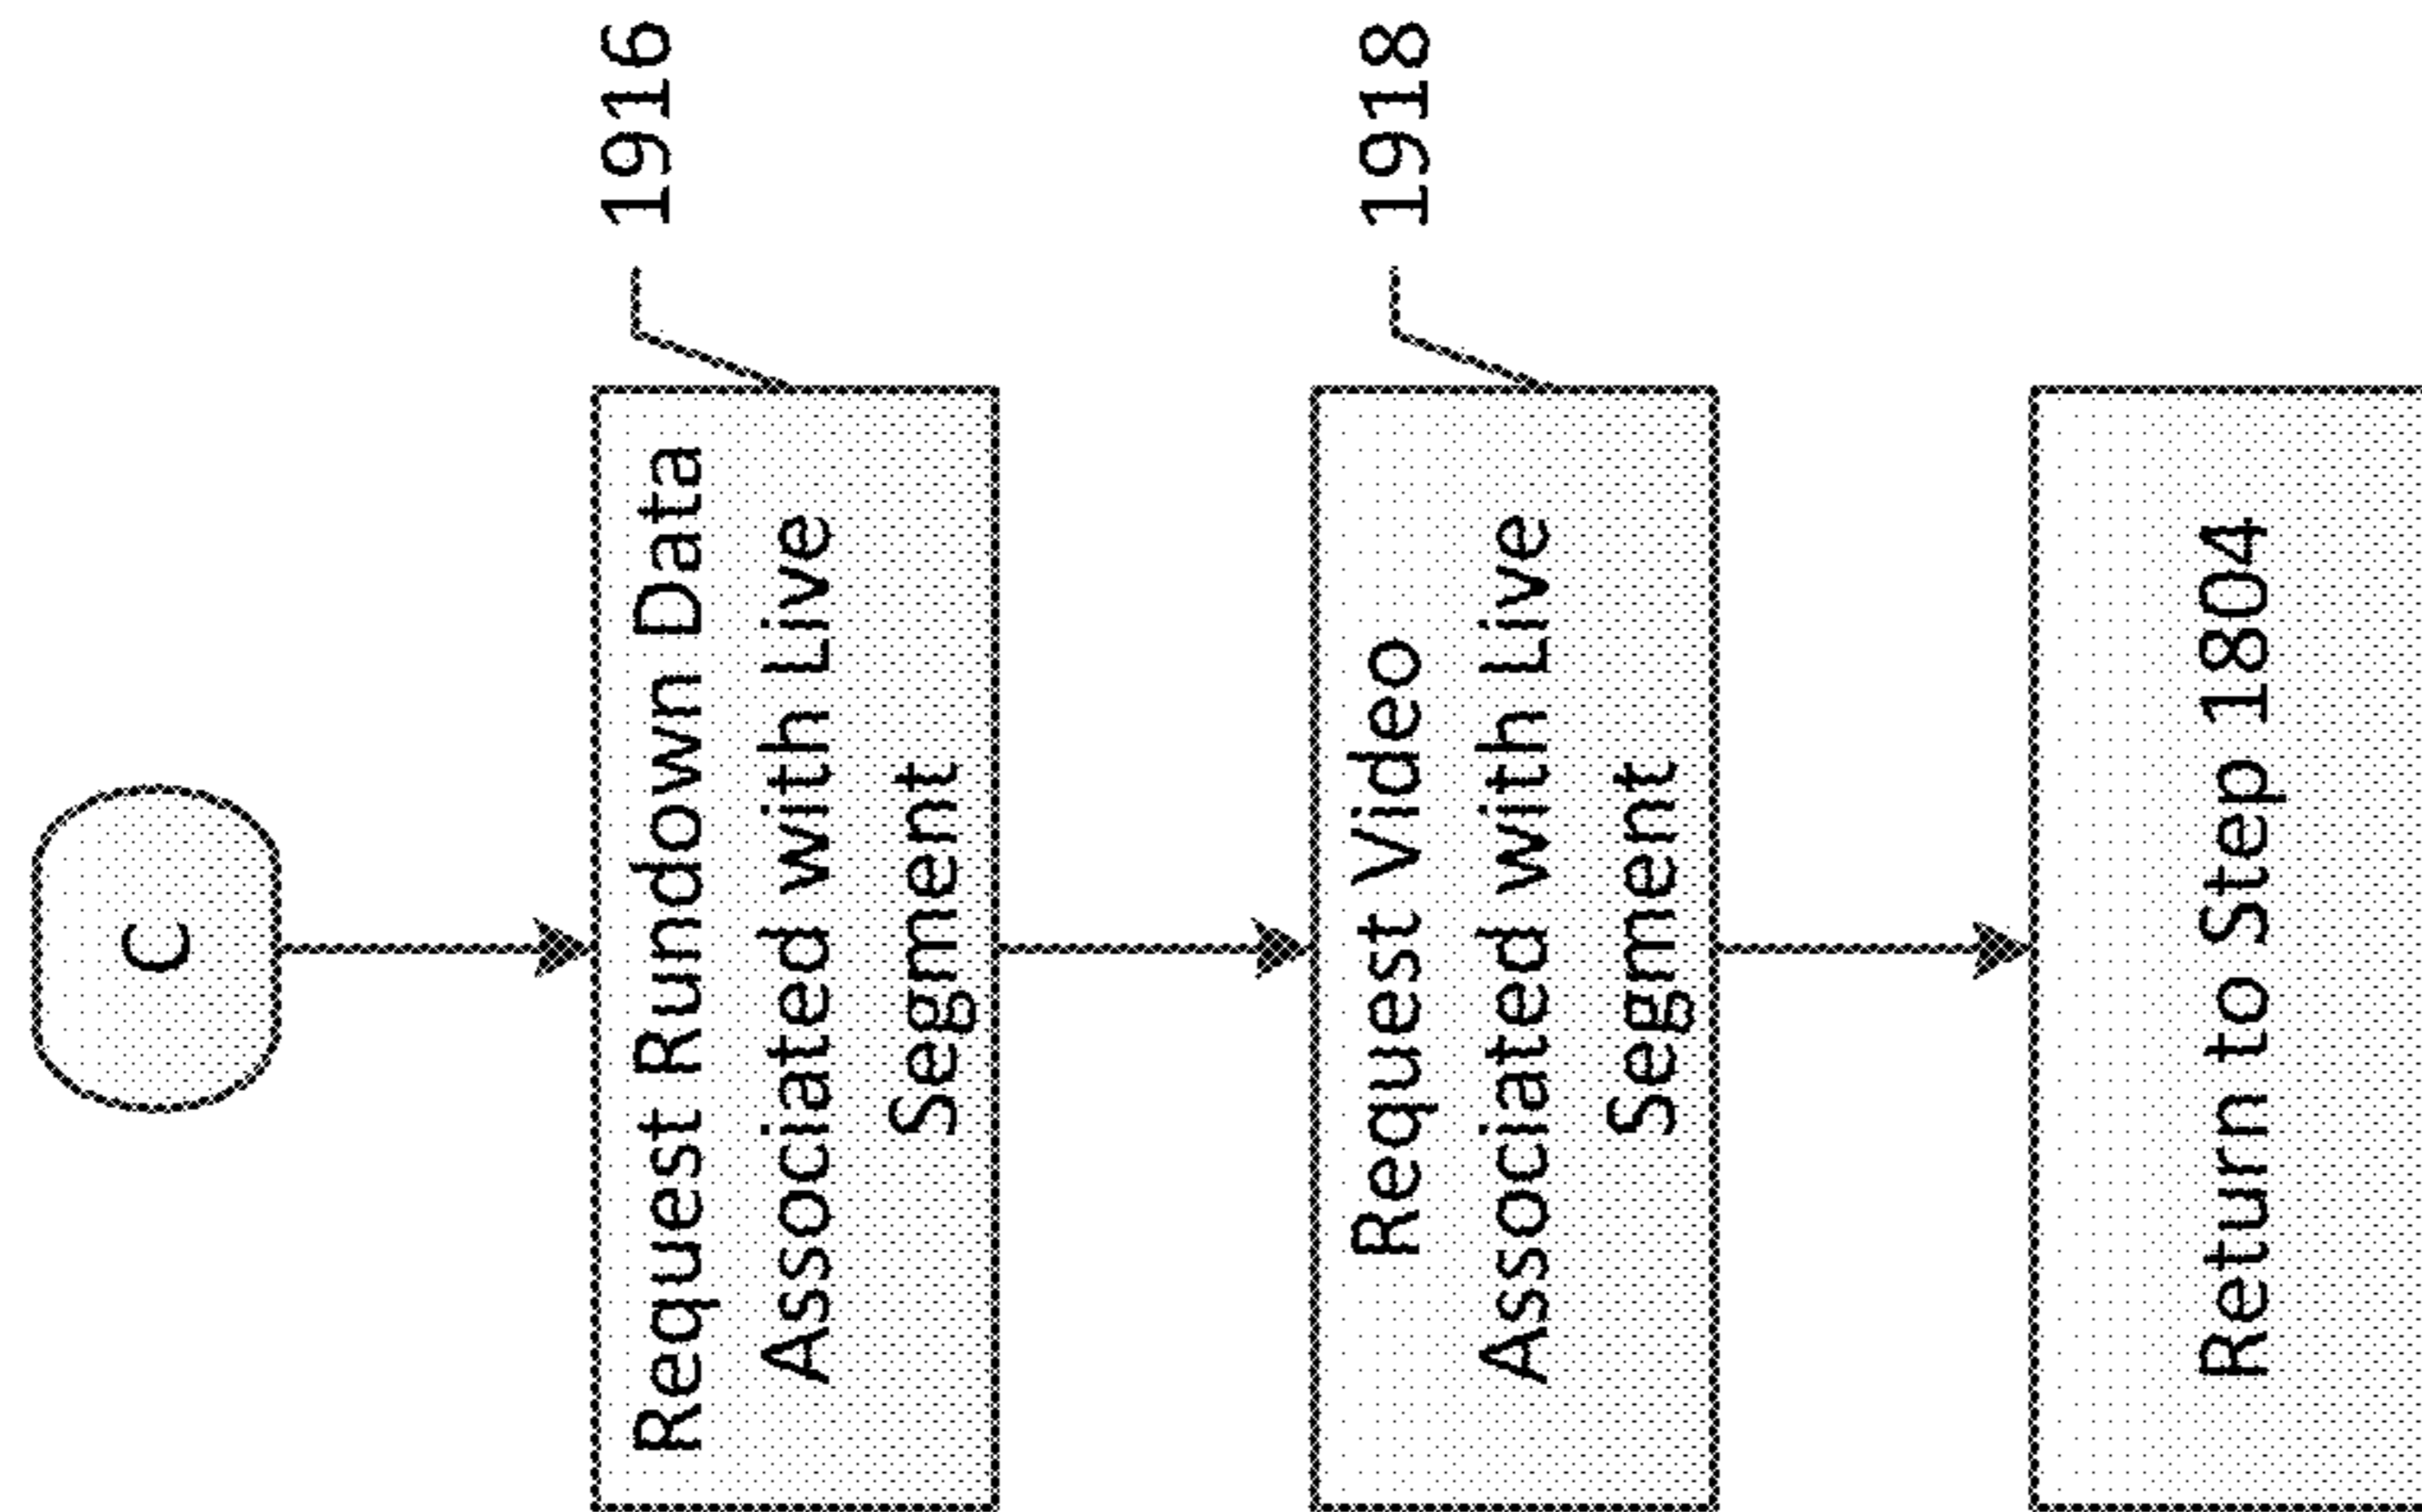 C
Request Rundown Data
Associated with Live
Segment
1916
Request Video
Associated with Live
Segment
1918
Return to Step 1804